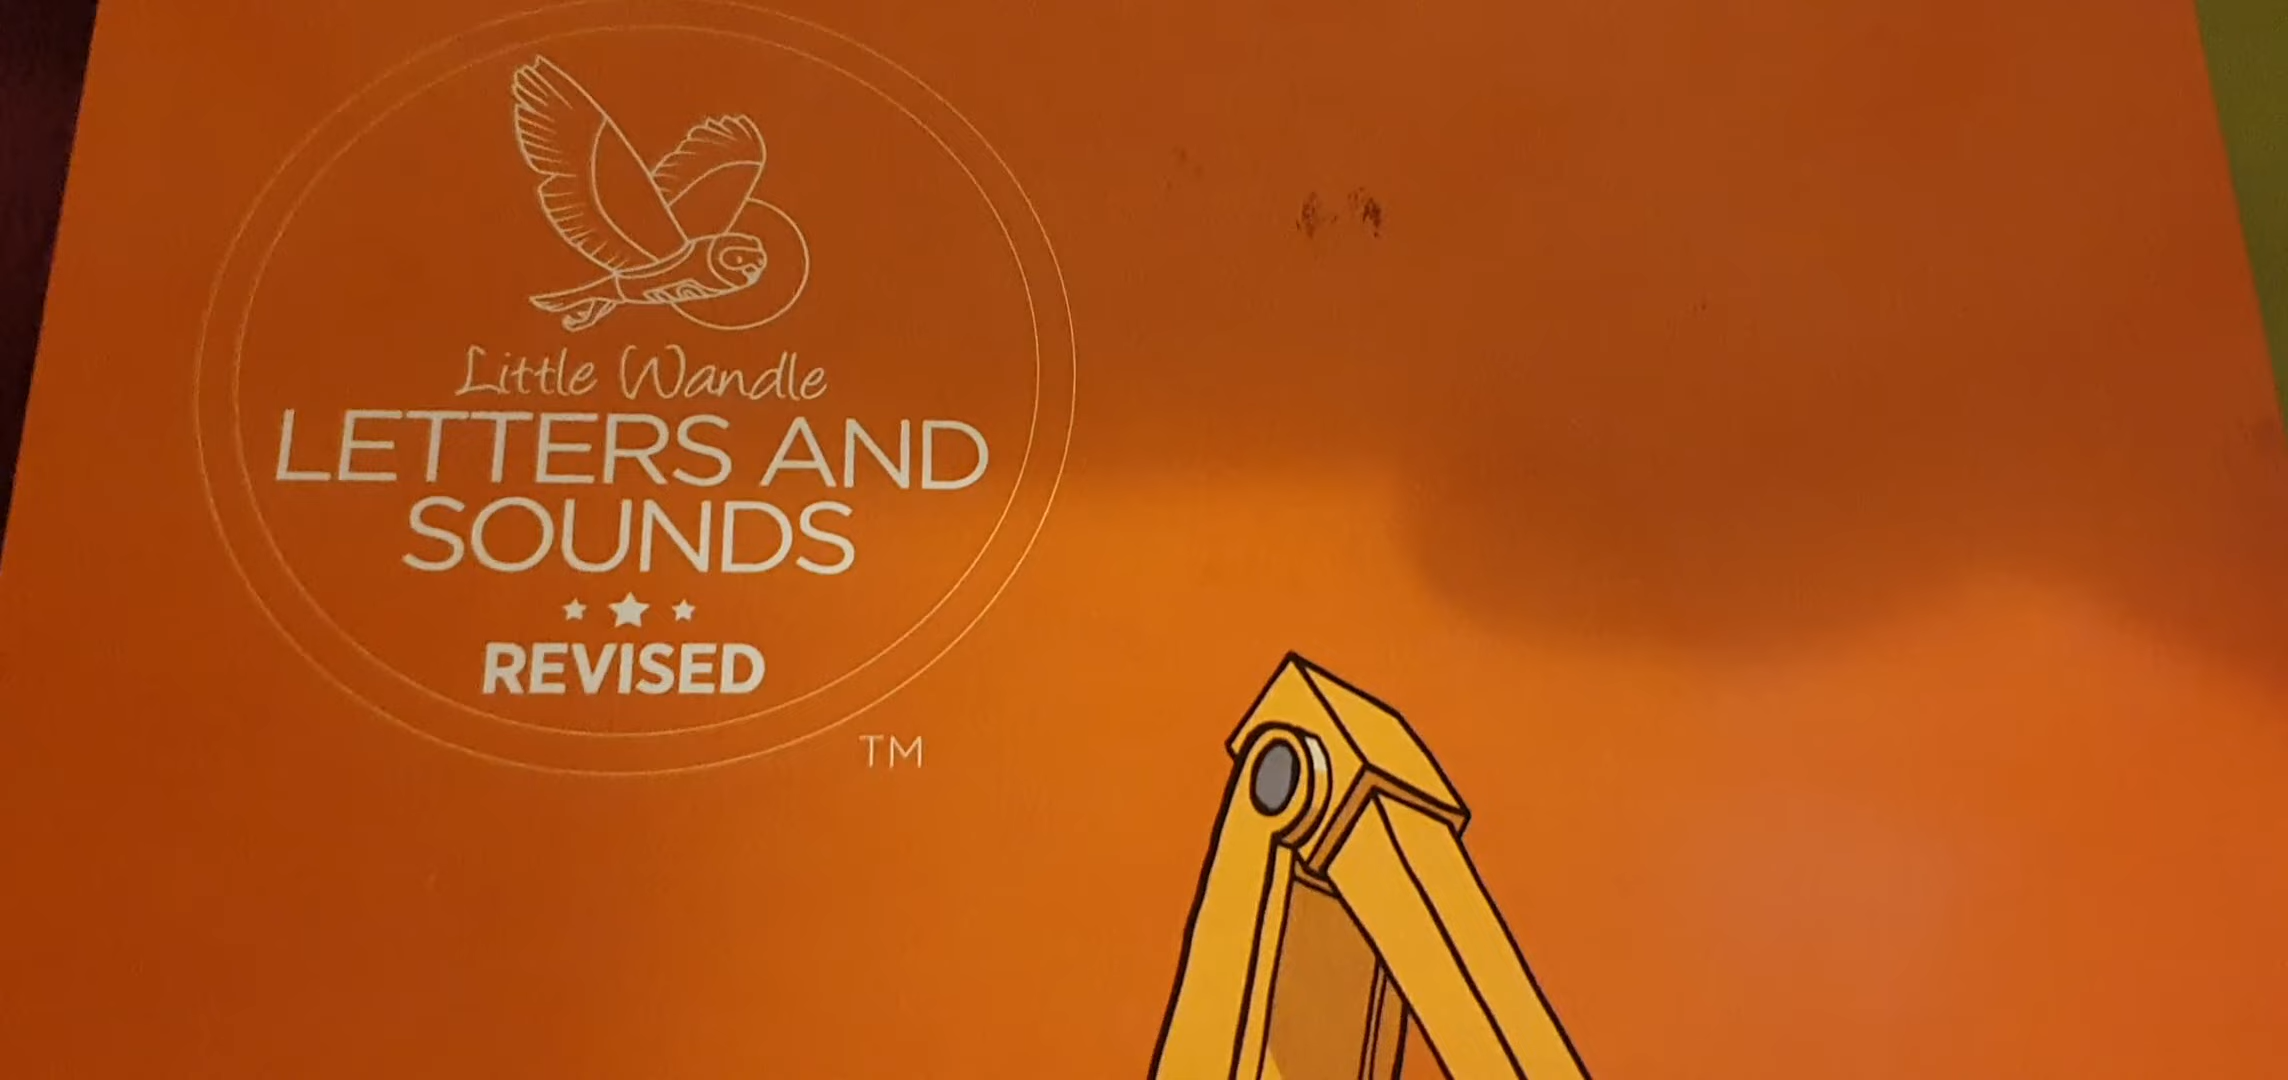 Little Wandle
LETTERS AND
SOUNDS
REVISED
TM